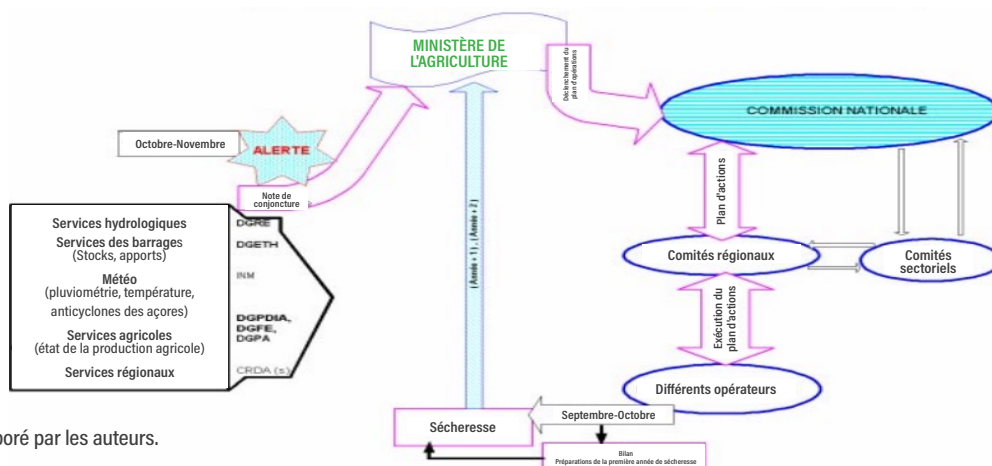 MINISTÈRE DE
L'AGRICULTURE
Déclenchement du
plan d'opérations
COMMISSION NATIONALE
Octobre-Novembre
ALERTE
Note de
conjoncture
Services hydrologiques
DGRE
Services des barrages
(Stocks, apports)
DGETH
Météo
(pluviométrie, température,
anticyclones des açores)
INM
Services agricoles
(état de la production agricole)
DGPDIA,
DGFE,
DGPA
Services régionaux
CRDA (s)
(Année + 1) , (Année + 2)
Plan d'actions
Comités régionaux
Comités
sectoriels
Exécution du
plan d'actions
Différents opérateurs
Septembre-Octobre
Sécheresse
Bilan
Préparations de la première année de sécheresse
boré par les auteurs.